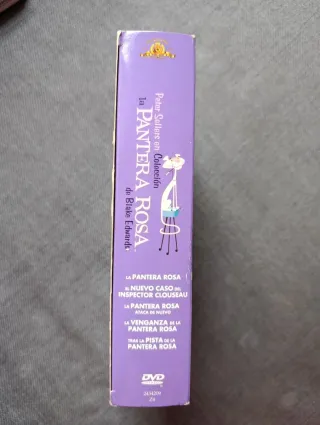 Peter Sellers en Colección
la PANTERA ROSA
de Blake Edwards
LA PANTERA ROSA
EL NUEVO CASO DEL
INSPECTOR CLOUSEAU
LA PANTERA ROSA
ATACA DE NUEVO
LA VENGANZA DE LA
PANTERA ROSA
TRAS LA PISTA DE LA
PANTERA ROSA
DVD